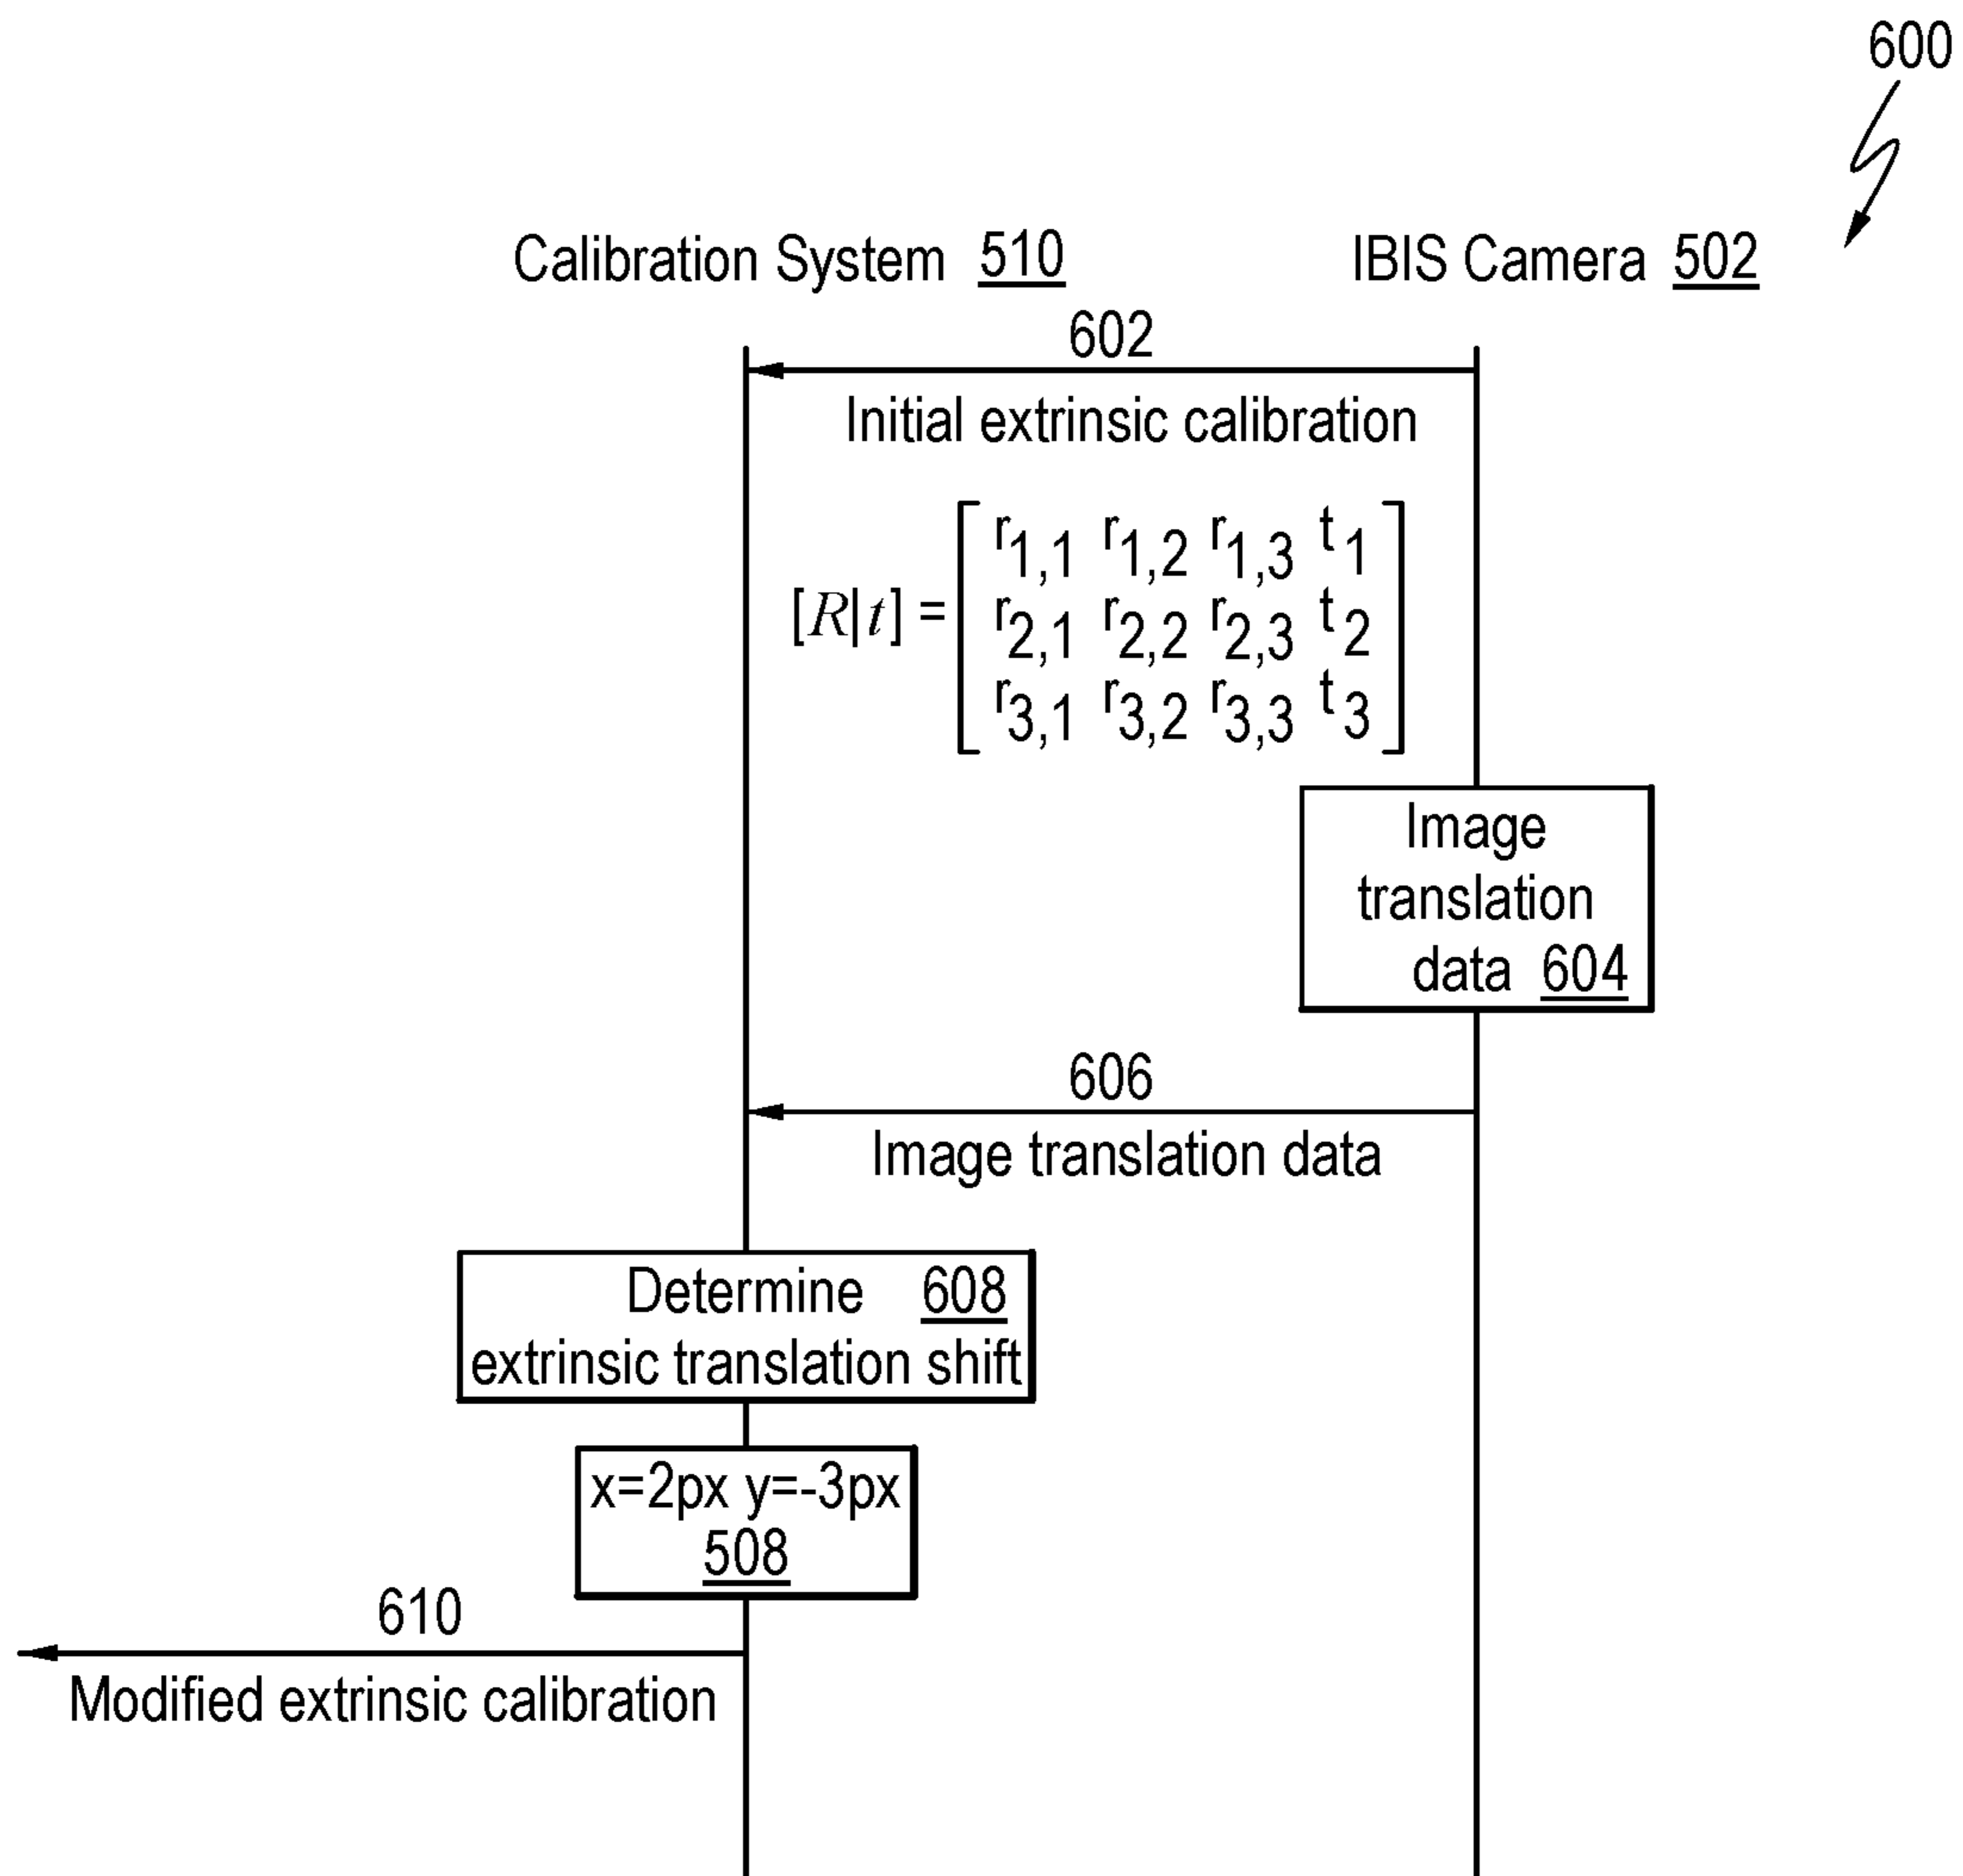 600
Calibration System 510
IBIS Camera 502
602
Initial extrinsic calibration
[R|t] = [ r1,1 r1,2 r1,3 t1
r2,1 r2,2 r2,3 t2
r3,1 r3,2 r3,3 t3 ]
Image
translation
data 604
606
Image translation data
Determine 608
extrinsic translation shift
x=2px y=-3px
508
610
Modified extrinsic calibration